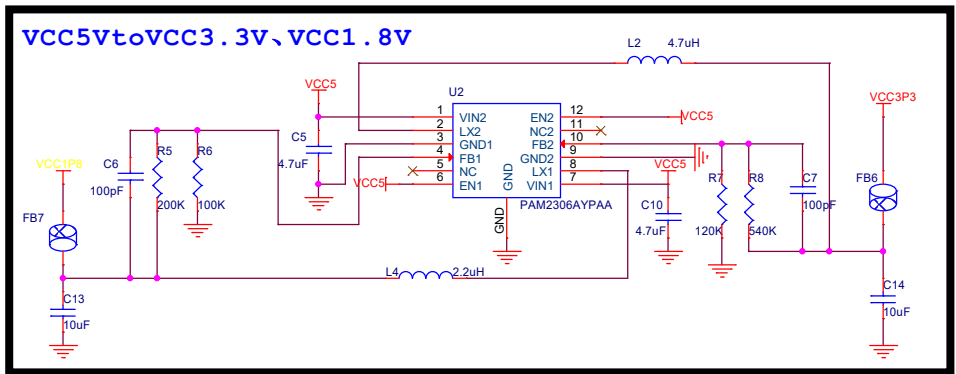 VCC5VtoVCC3.3V、VCC1.8V
L2 4.7uH
VCC5
U2
VCC3P3
1 VIN2
2 LX2
3 GND1
4 FB1
5 NC
6 EN1
EN2 12
NC2 11
FB2 10
GND2 9
LX1 8
VIN1 7
GND
PAM2306AYPAA
GND
VCC5
VCC5
VCC5
C5
4.7uF
VCC1P8
C6
100pF
R5
200K
R6
100K
FB7
C10
4.7uF
R7
120K
R8
540K
C7
100pF
FB6
L4 2.2uH
C13
10uF
C14
10uF